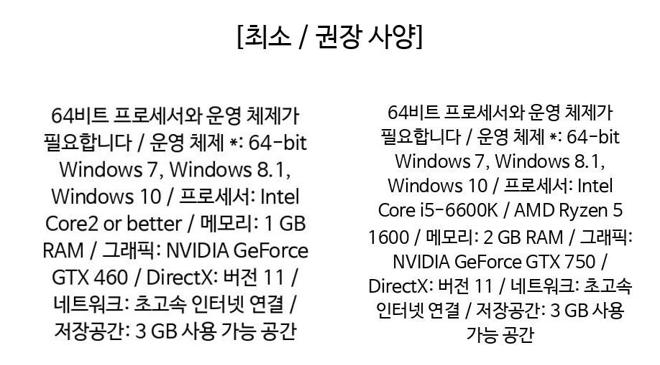 [최소 / 권장 사양]
64비트 프로세서와 운영 체제가
필요합니다 / 운영 체제 *: 64-bit
Windows 7, Windows 8.1,
Windows 10 / 프로세서: Intel
Core2 or better / 메모리: 1 GB
RAM / 그래픽: NVIDIA GeForce
GTX 460 / DirectX: 버전 11 /
네트워크: 초고속 인터넷 연결 /
저장공간: 3 GB 사용 가능 공간
64비트 프로세서와 운영 체제가
필요합니다 / 운영 체제 *: 64-bit
Windows 7, Windows 8.1,
Windows 10 / 프로세서: Intel
Core i5-6600K / AMD Ryzen 5
1600 / 메모리: 2 GB RAM / 그래픽:
NVIDIA GeForce GTX 750 /
DirectX: 버전 11 / 네트워크: 초고속
인터넷 연결 / 저장공간: 3 GB 사용
가능 공간